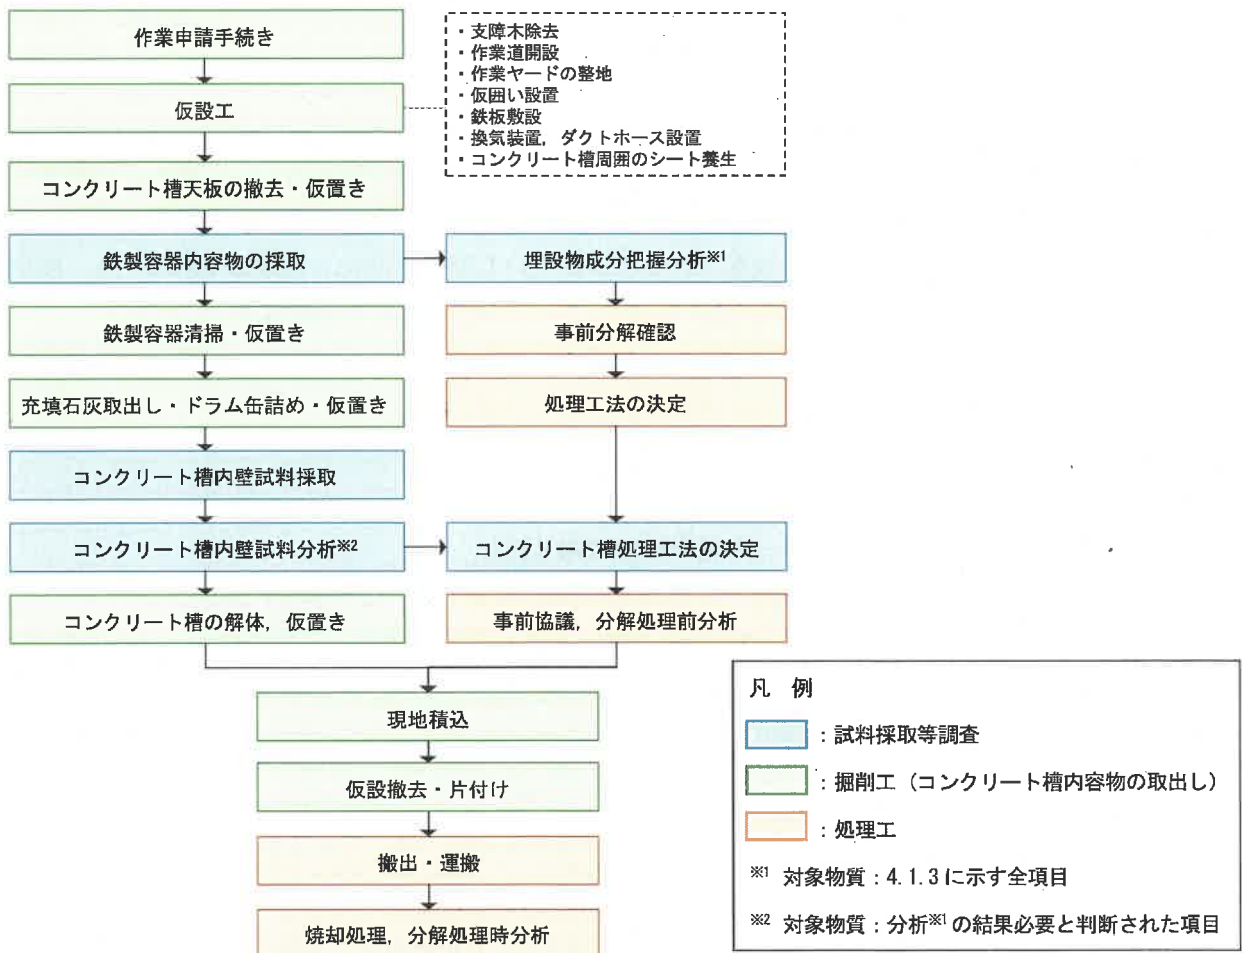 作業申請手続き
仮設工
・支障木除去
・作業道開設
・作業ヤードの整地
・仮囲い設置
・鉄板敷設
・換気装置，ダクトホース設置
・コンクリート槽周囲のシート養生
コンクリート槽天板の撤去・仮置き
鉄製容器内容物の採取
埋設物成分把握分析※1
鉄製容器清掃・仮置き
事前分解確認
充填石灰取出し・ドラム缶詰め・仮置き
処理工法の決定
コンクリート槽内壁試料採取
コンクリート槽内壁試料分析※2
コンクリート槽処理工法の決定
コンクリート槽の解体，仮置き
事前協議，分解処理前分析
現地積込
仮設撤去・片付け
搬出・運搬
焼却処理，分解処理時分析
凡　例
：試料採取等調査
：掘削工（コンクリート槽内容物の取出し）
：処理工
※1 対象物質：4.1.3に示す全項目
※2 対象物質：分析※1の結果必要と判断された項目